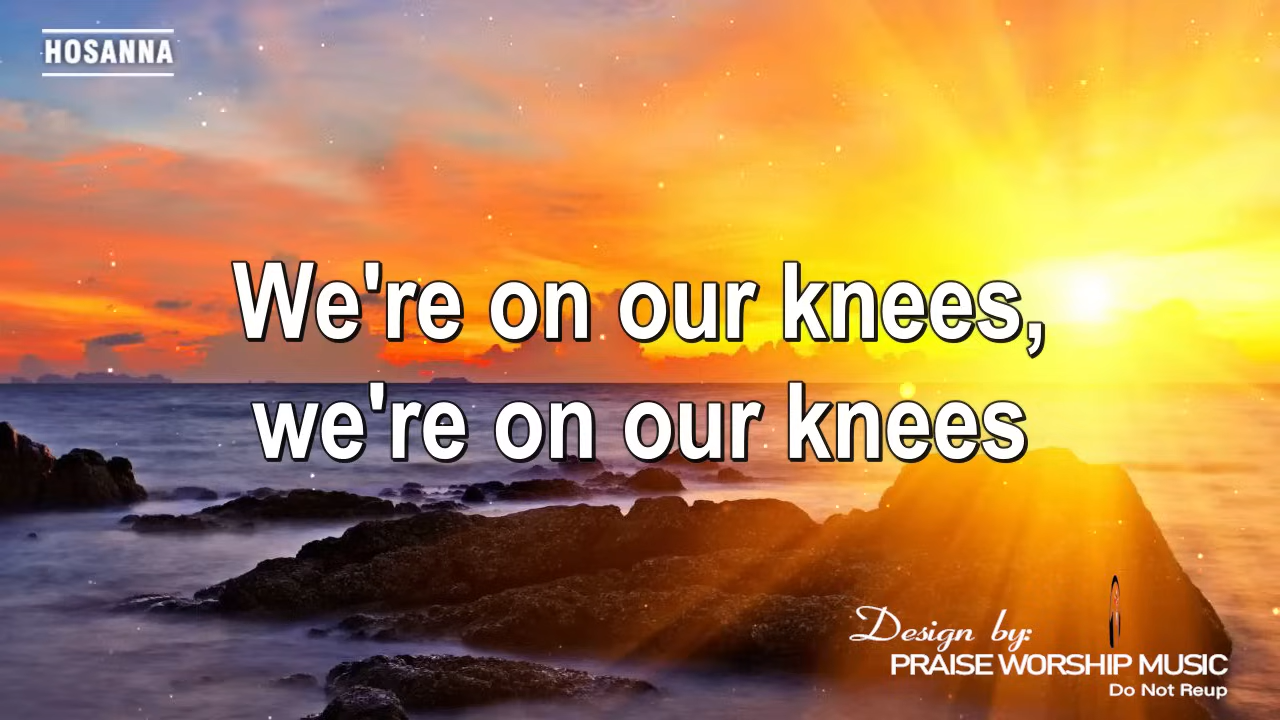 HOSANNA
We're on our knees,
we're on our knees
Design by:
PRAISE WORSHIP MUSIC
Do Not Reup